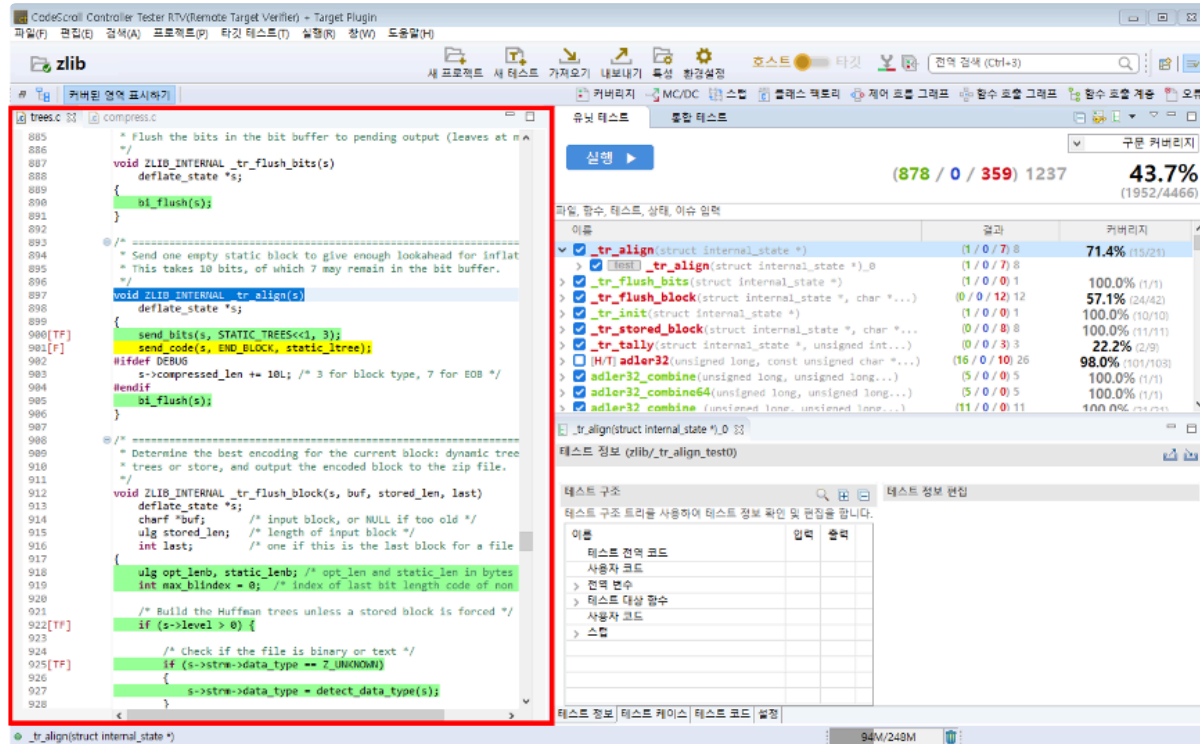 CodeScroll Controller Tester RTV(Remote Target Verifier) - Target Plugin
파일(F) 편집(E) 검색(A) 프로젝트(P) 타깃 테스트(T) 실행(R) 창(W) 도움말(H)
zlib
새 프로젝트 새 테스트 가져오기 내보내기 특성 환경설정
호스트 타깃
전역 검색 (Ctrl+3)
커버된 영역 표시하기
커버리지 MC/DC 스텁 클래스 팩토리 제어 흐름 그래프 함수 호출 그래프 함수 호출 계층 오류
trees.c compress.c
885 * Flush the bits in the bit buffer to pending output (leaves at m
886 */
887 void ZLIB_INTERNAL _tr_flush_bits(s)
888 deflate_state *s;
889 {
890 bi_flush(s);
891 }
892
893 /* ===========================================================
894 * Send one empty static block to give enough lookahead for inflat
895 * This takes 10 bits, of which 7 may remain in the bit buffer.
896 */
897 void ZLIB_INTERNAL _tr_align(s)
898 deflate_state *s;
899 {
900[TF] send_bits(s, STATIC_TREES<<1, 3);
901[F] send_code(s, END_BLOCK, static_ltree);
902 #ifdef DEBUG
903 s->compressed_len += 10L; /* 3 for block type, 7 for EOB */
904 #endif
905 bi_flush(s);
906 }
907
908 /* ===========================================================
909 * Determine the best encoding for the current block: dynamic tree
910 * trees or store, and output the encoded block to the zip file.
911 */
912 void ZLIB_INTERNAL _tr_flush_block(s, buf, stored_len, last)
913 deflate_state *s;
914 charf *buf; /* input block, or NULL if too old */
915 ulg stored_len; /* length of input block */
916 int last; /* one if this is the last block for a file
917 {
918 ulg opt_lenb, static_lenb; /* opt_len and static_len in bytes
919 int max_blindex = 0; /* index of last bit length code of non
920
921 /* Build the Huffman trees unless a stored block is forced */
922[TF] if (s->level > 0) {
923
924 /* Check if the file is binary or text */
925[TF] if (s->strm->data_type == Z_UNKNOWN)
926 {
927 s->strm->data_type = detect_data_type(s);
928 }
유닛 테스트 통합 테스트
실행
구문 커버리지
(878 / 0 / 359) 1237
43.7%
(1952/4466)
파일, 함수, 테스트, 상태, 이슈 입력
이름 결과 커버리지
_tr_align(struct internal_state *) (1 / 0 / 7) 8 71.4% (15/21)
test _tr_align(struct internal_state *)_0 (1 / 0 / 7) 8
_tr_flush_bits(struct internal_state *) (1 / 0 / 0) 1 100.0% (1/1)
_tr_flush_block(struct internal_state *, char *...) (0 / 0 / 12) 12 57.1% (24/42)
_tr_init(struct internal_state *) (1 / 0 / 0) 1 100.0% (10/10)
_tr_stored_block(struct internal_state *, char *... (0 / 0 / 8) 8 100.0% (11/11)
_tr_tally(struct internal_state *, unsigned int...) (0 / 0 / 3) 3 22.2% (2/9)
[H/T] adler32(unsigned long, const unsigned char *...) (16 / 0 / 10) 26 98.0% (101/103)
adler32_combine(unsigned long, unsigned long...) (5 / 0 / 0) 5 100.0% (1/1)
adler32_combine64(unsigned long, unsigned long...) (5 / 0 / 0) 5 100.0% (1/1)
adler32_combine_(unsigned long, unsigned long...) (11 / 0 / 0) 11 100.0% (21/21)
_tr_align(struct internal_state *)_0
테스트 정보 (zlib/_tr_align_test0)
테스트 구조 테스트 정보 편집
테스트 구조 트리를 사용하여 테스트 정보 확인 및 편집을 합니다.
이름 입력 출력
테스트 전역 코드
사용자 코드
전역 변수
테스트 대상 함수
사용자 코드
스텁
테스트 정보 테스트 케이스 테스트 코드 설정
_tr_align(struct internal_state *)
94M/248M